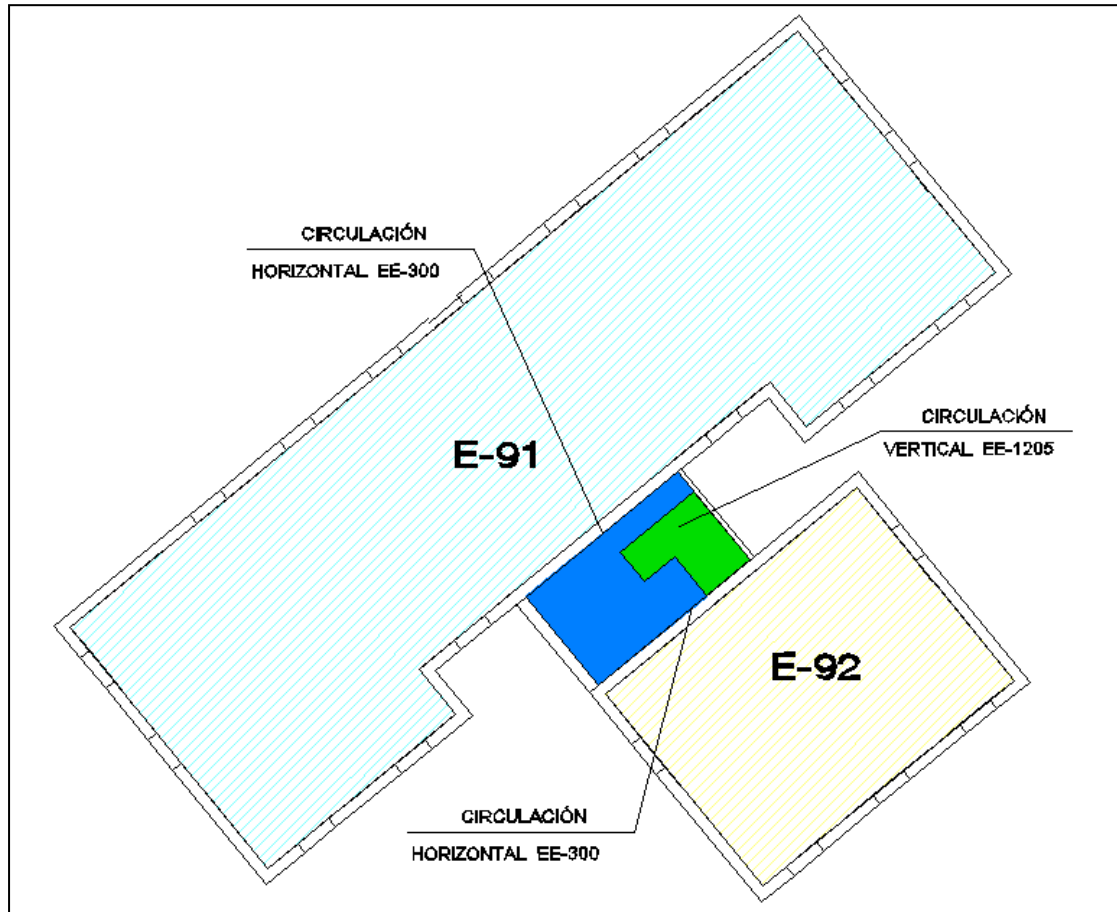 CIRCULACIÓN
HORIZONTAL EE-300
CIRCULACIÓN
VERTICAL EE-1205
E-91
E-92
CIRCULACIÓN
HORIZONTAL EE-300